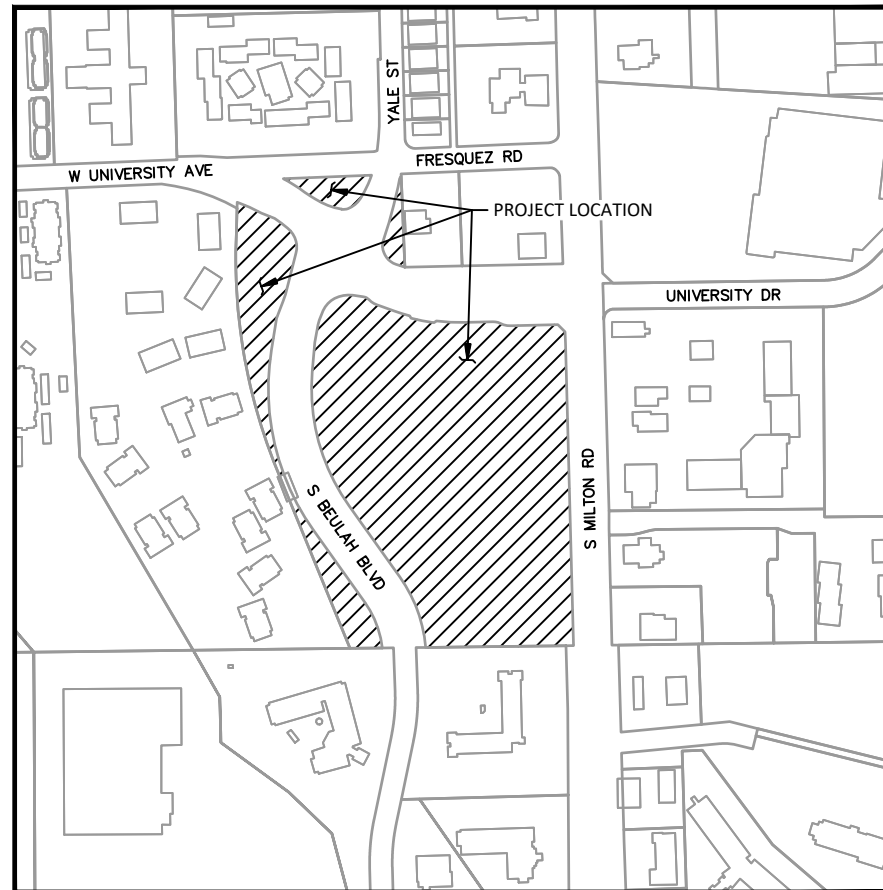 YALE ST
FRESQUEZ RD
W UNIVERSITY AVE
PROJECT LOCATION
UNIVERSITY DR
S MILTON RD
S BEULAH BLVD